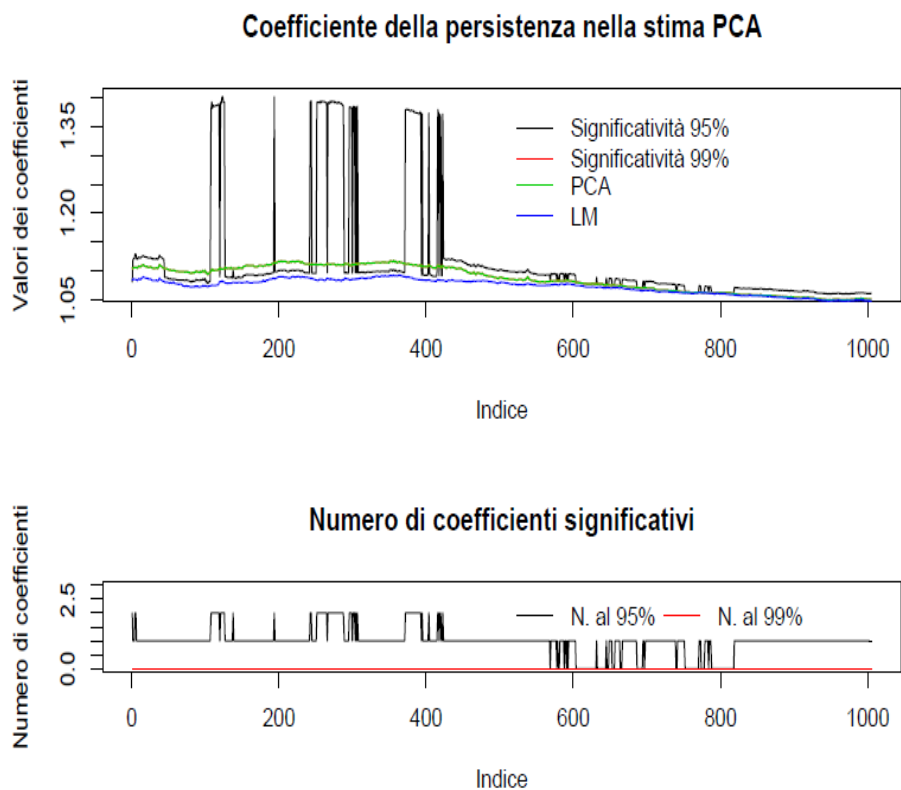 Coefficiente della persistenza nella stima PCA
Valori dei coefficienti
1.05 1.20 1.35
Significatività 95%
Significatività 99%
PCA
LM
0 200 400 600 800 1000
Indice
Numero di coefficienti significativi
Numero di coefficienti
0.0 2.5
N. al 95% N. al 99%
0 200 400 600 800 1000
Indice